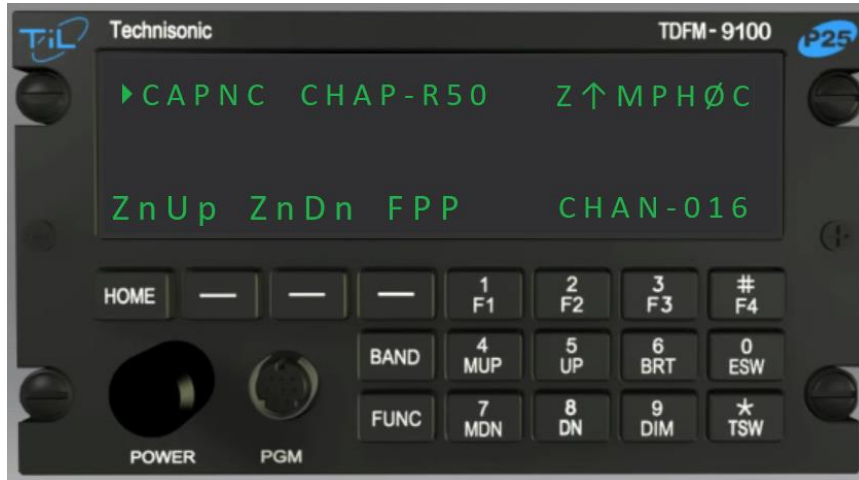 TiL Technisonic TDFM-9100 P25
▶CAPNC CHAP-R50 Z↑MPHØC
ZnUp ZnDn FPP CHAN-016
HOME — — — 1 2 3 #
F1 F2 F3 F4
BAND 4 5 6 0
MUP UP BRT ESW
FUNC 7 8 9 *
MDN DN DIM TSW
POWER PGM